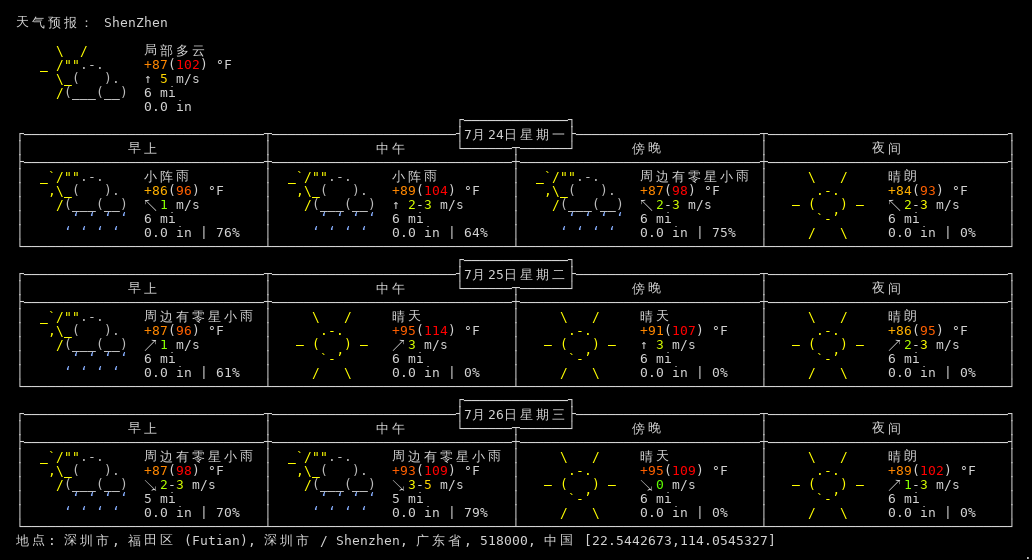 天气预报： ShenZhen
局部多云
+87(102) °F
↑ 5 m/s
6 mi
0.0 in
7月24日星期一
早上 中午 傍晚 夜间
小阵雨 小阵雨 周边有零星小雨 晴朗
+86(96) °F +89(104) °F +87(98) °F +84(93) °F
↖ 1 m/s ↑ 2-3 m/s ↖ 2-3 m/s ↖ 2-3 m/s
6 mi 6 mi 6 mi 6 mi
0.0 in | 76% 0.0 in | 64% 0.0 in | 75% 0.0 in | 0%
7月25日星期二
早上 中午 傍晚 夜间
周边有零星小雨 晴天 晴天 晴朗
+87(96) °F +95(114) °F +91(107) °F +86(95) °F
↗ 1 m/s ↗ 3 m/s ↑ 3 m/s ↗ 2-3 m/s
6 mi 6 mi 6 mi 6 mi
0.0 in | 61% 0.0 in | 0% 0.0 in | 0% 0.0 in | 0%
7月26日星期三
早上 中午 傍晚 夜间
周边有零星小雨 周边有零星小雨 晴天 晴朗
+87(98) °F +93(109) °F +95(109) °F +89(102) °F
↘ 2-3 m/s ↘ 3-5 m/s ↘ 0 m/s ↗ 1-3 m/s
5 mi 5 mi 6 mi 6 mi
0.0 in | 70% 0.0 in | 79% 0.0 in | 0% 0.0 in | 0%
地点: 深圳市, 福田区 (Futian), 深圳市 / Shenzhen, 广东省, 518000, 中国 [22.5442673,114.0545327]